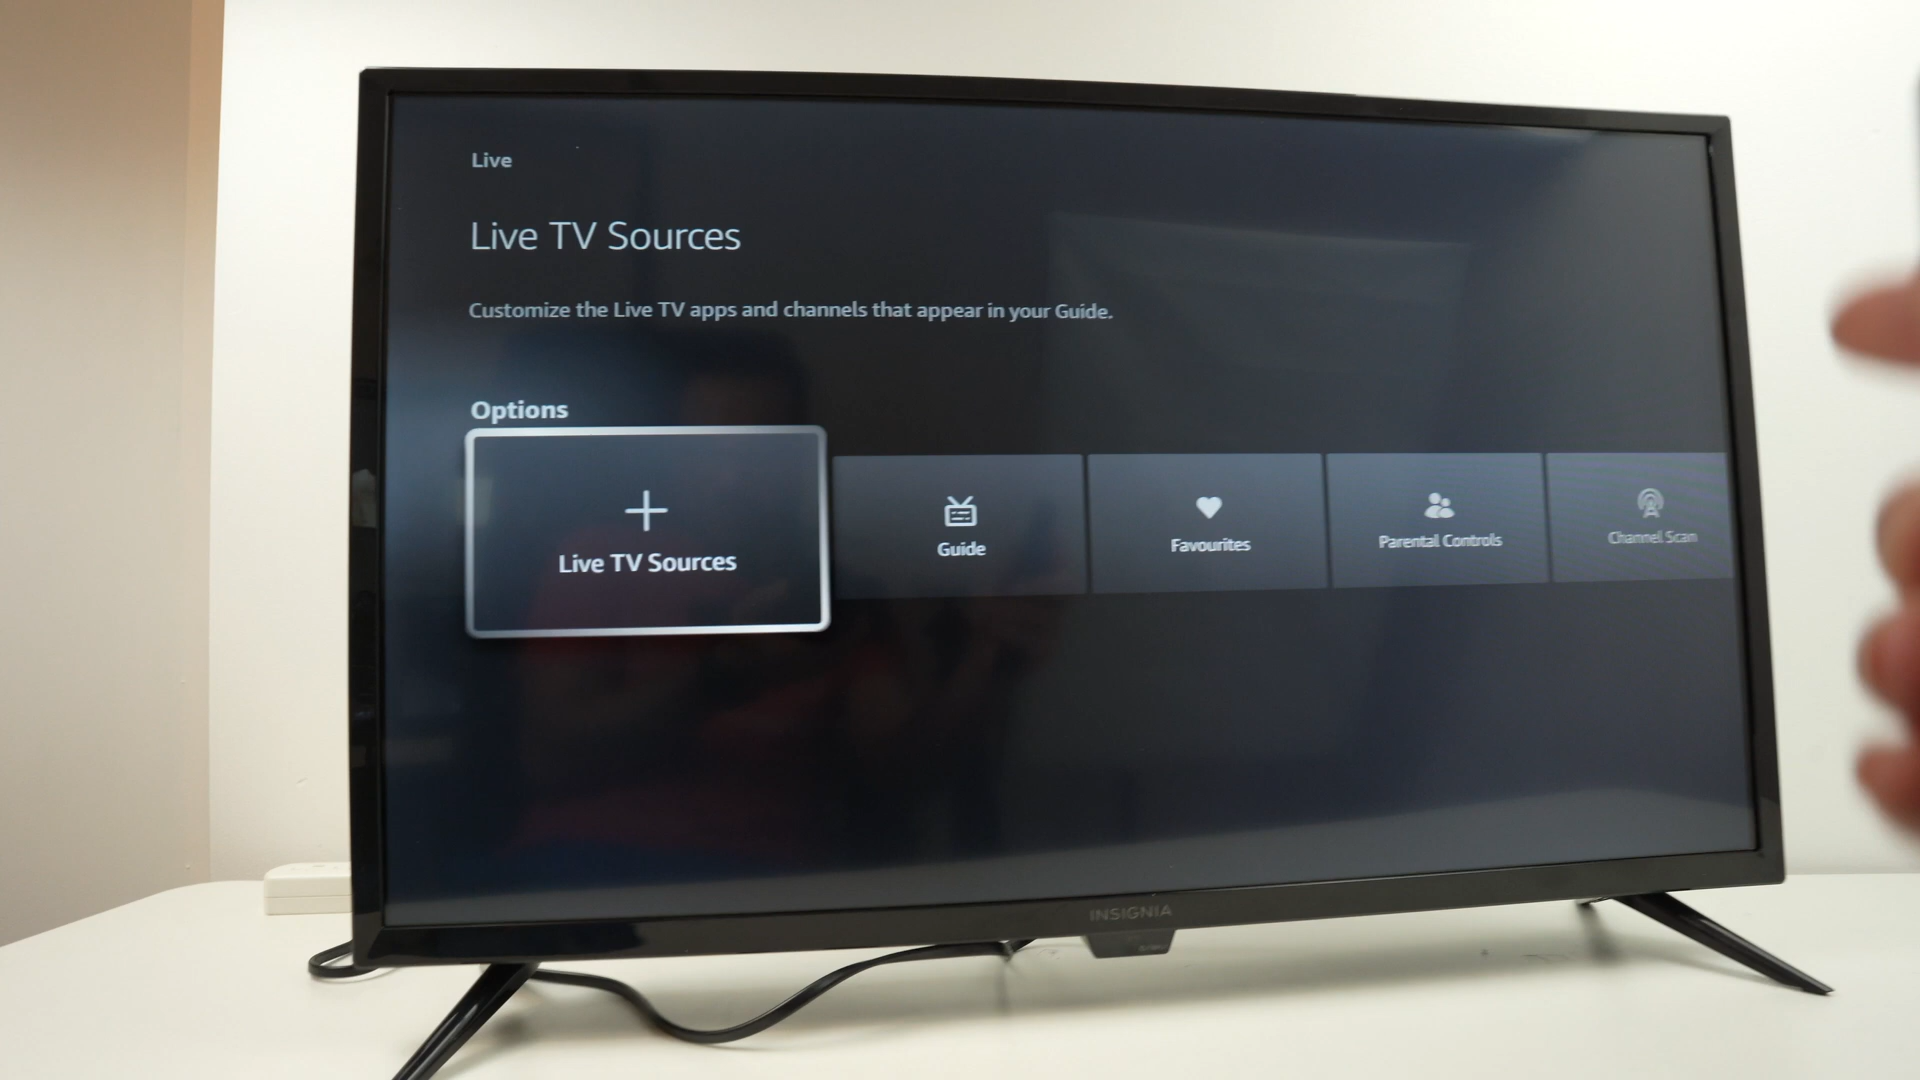 Live
Live TV Sources
Customize the Live TV apps and channels that appear in your Guide.
Options
Live TV Sources
Guide
Favourites
Parental Controls
Channel Scan
INSIGNIA